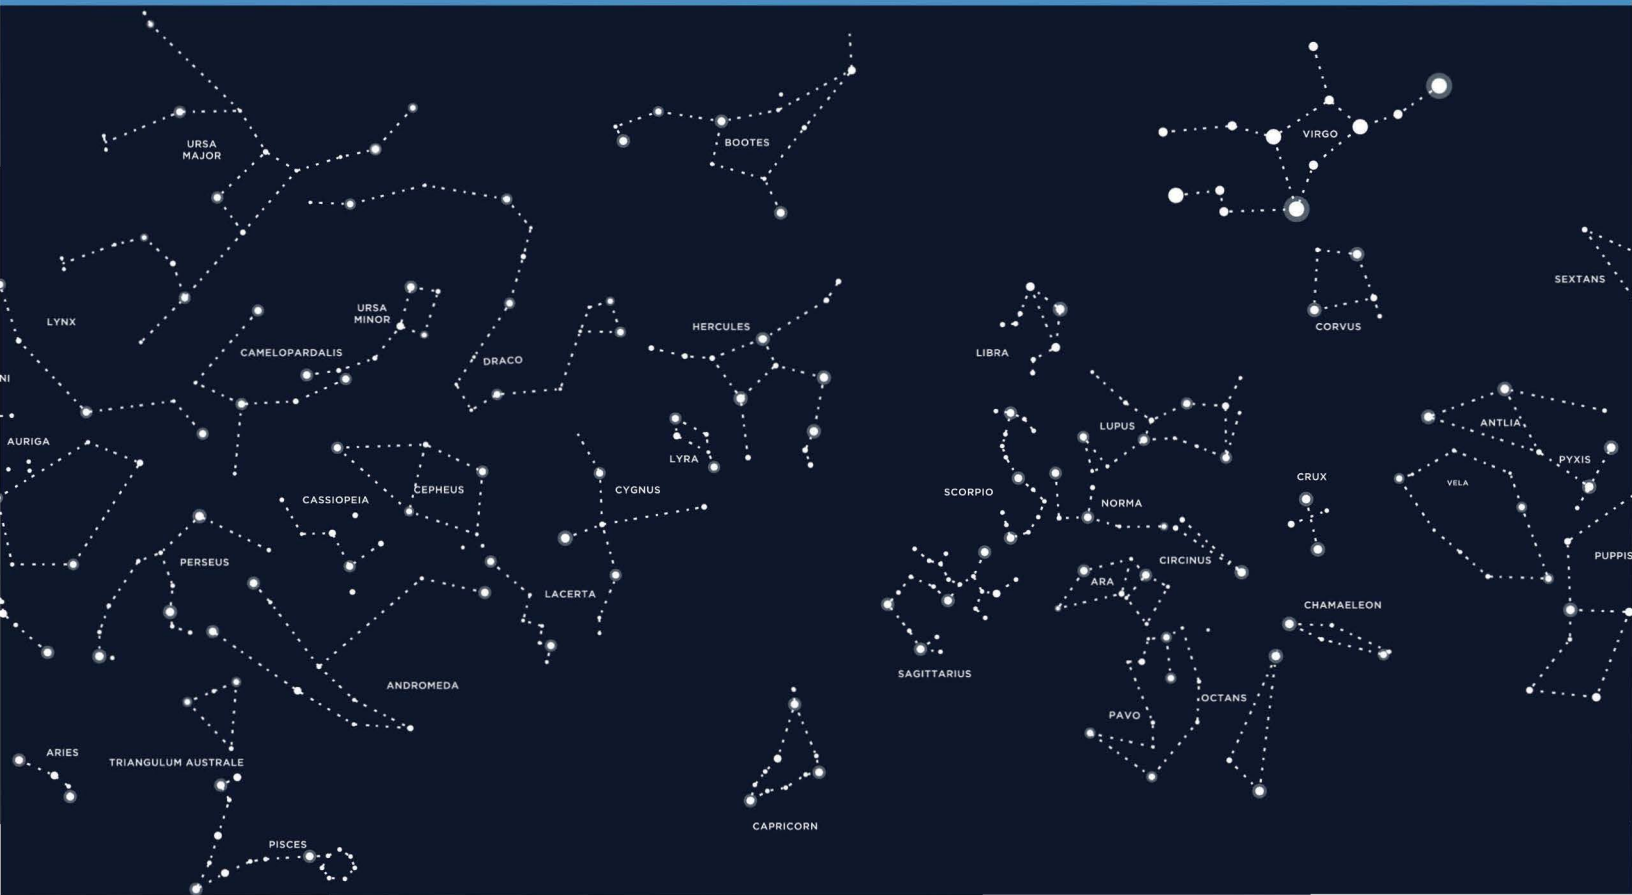 URSA
MAJOR
BOOTES
VIRGO
SEXTANS
LYNX
URSA
MINOR
HERCULES
CORVUS
CAMELOPARDALIS
DRACO
LIBRA
NI
AURIGA
LYRA
LUPUS
ANTLIA
PYXIS
CASSIOPEIA
CEPHEUS
CYGNUS
SCORPIO
NORMA
CRUX
VELA
PERSEUS
LACERTA
CIRCINUS
ARA
PUPPIS
CHAMAELEON
SAGITTARIUS
ANDROMEDA
OCTANS
PAVO
ARIES
TRIANGULUM AUSTRALE
CAPRICORN
PISCES